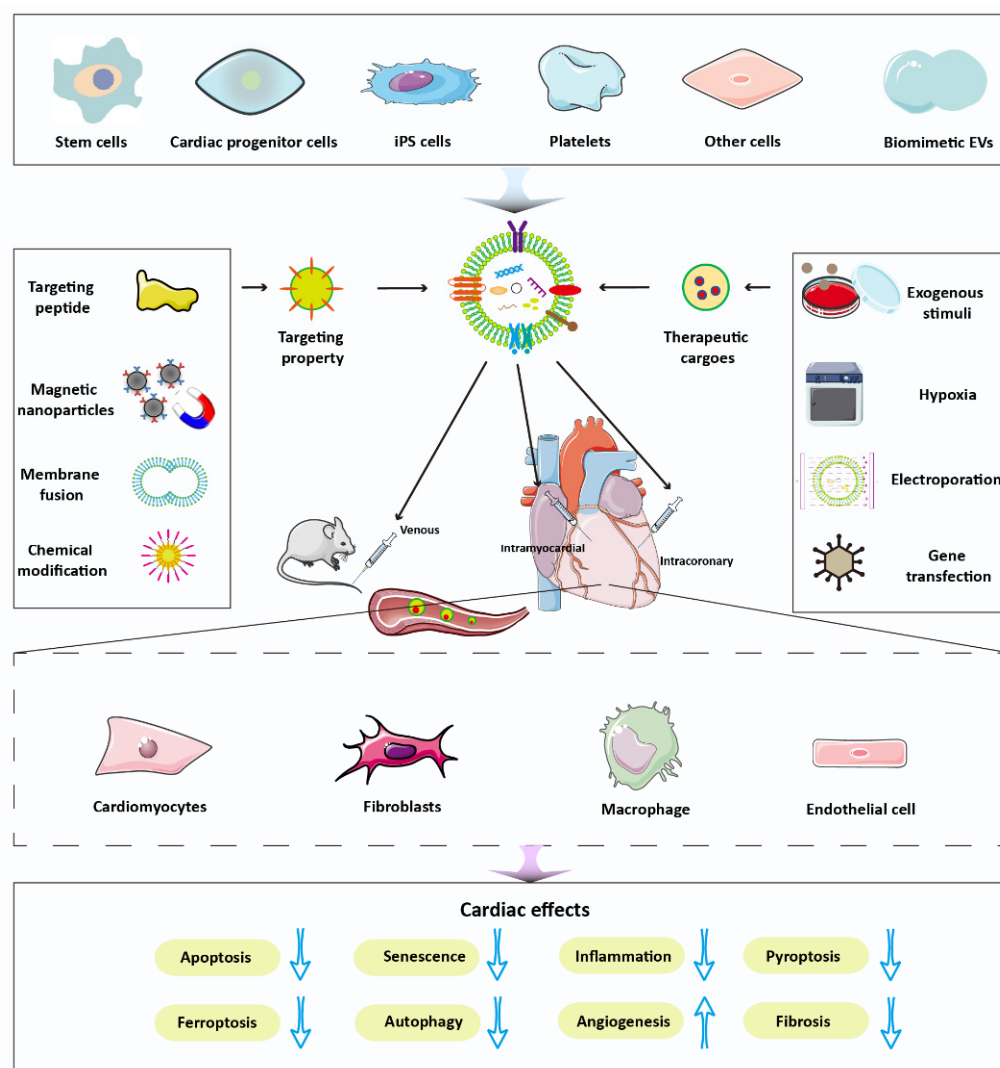 Stem cells
Cardiac progenitor cells
iPS cells
Platelets
Other cells
Biomimetic EVs
Targeting
peptide
Magnetic
nanoparticles
Membrane
fusion
Chemical
modification
Targeting
property
Therapeutic
cargoes
Exogenous
stimuli
Hypoxia
Electroporation
Gene
transfection
Venous
Intramyocardial
Intracoronary
Cardiomyocytes
Fibroblasts
Macrophage
Endothelial cell
Cardiac effects
Apoptosis
Senescence
Inflammation
Pyroptosis
Ferroptosis
Autophagy
Angiogenesis
Fibrosis